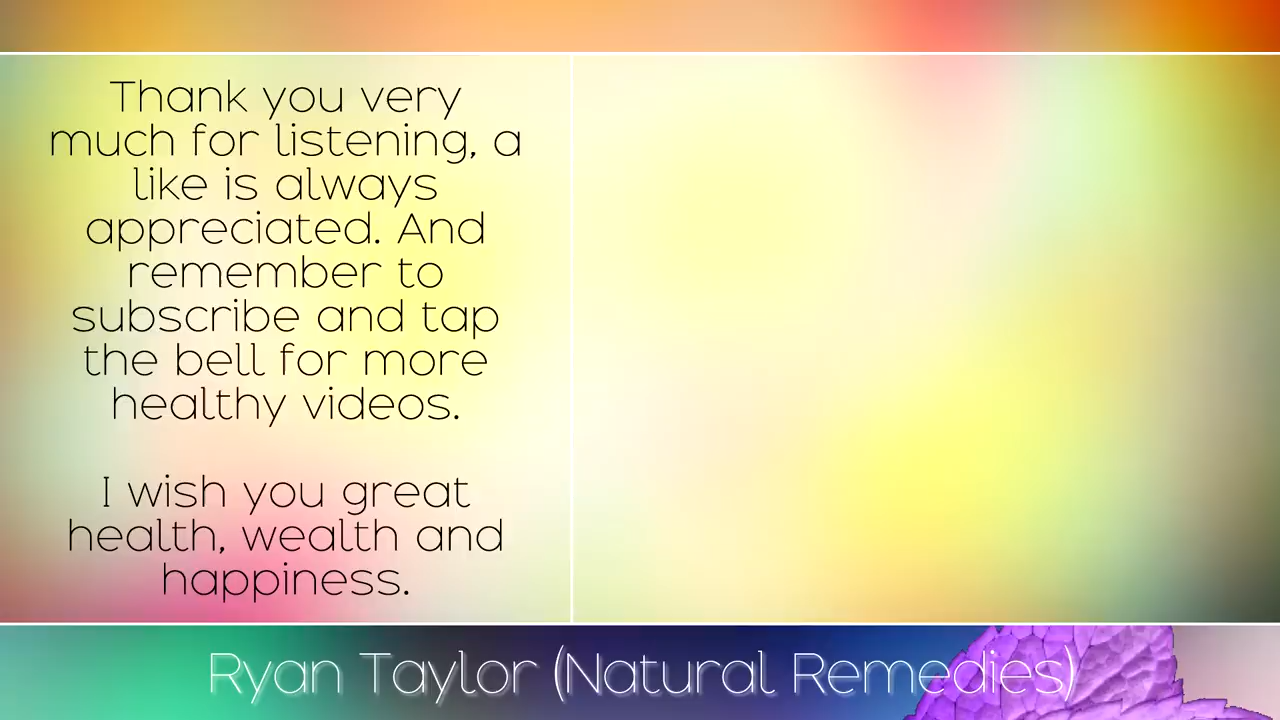 Thank you very
much for listening, a
like is always
appreciated. And
remember to
subscribe and tap
the bell for more
healthy videos.
I wish you great
health, wealth and
happiness.
Ryan Taylor (Natural Remedies)